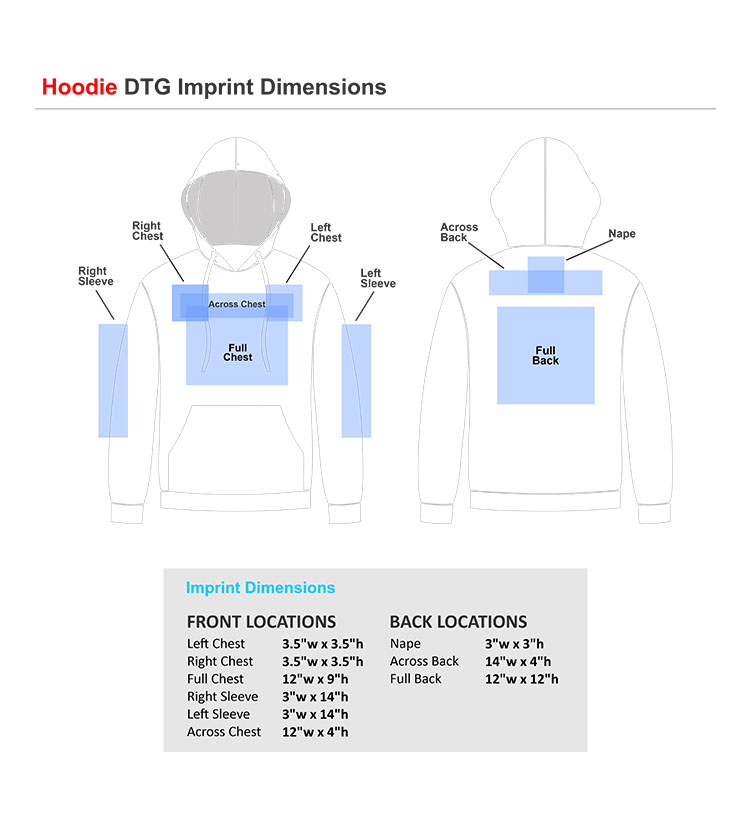 Hoodie DTG Imprint Dimensions
Right
Chest
Left
Chest
Right
Sleeve
Left
Sleeve
Across Chest
Full
Chest
Across
Back
Nape
Full
Back
Imprint Dimensions
FRONT LOCATIONS
Left Chest 3.5"w x 3.5"h
Right Chest 3.5"w x 3.5"h
Full Chest 12"w x 9"h
Right Sleeve 3"w x 14"h
Left Sleeve 3"w x 14"h
Across Chest 12"w x 4"h
BACK LOCATIONS
Nape 3"w x 3"h
Across Back 14"w x 4"h
Full Back 12"w x 12"h